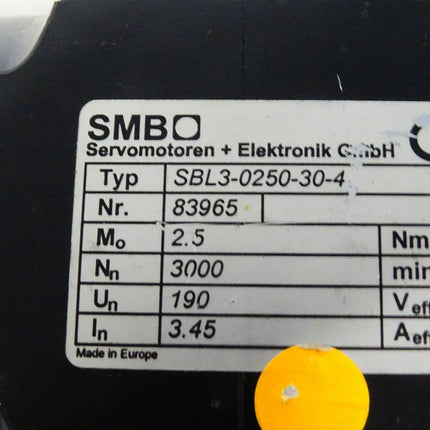 SMB
Servomotoren + Elektronik GmbH
Typ SBL3-0250-30-4
Nr. 83965
Mo 2.5 Nm
Nn 3000 min
Un 190 Veff
In 3.45 Aeff
Made in Europe